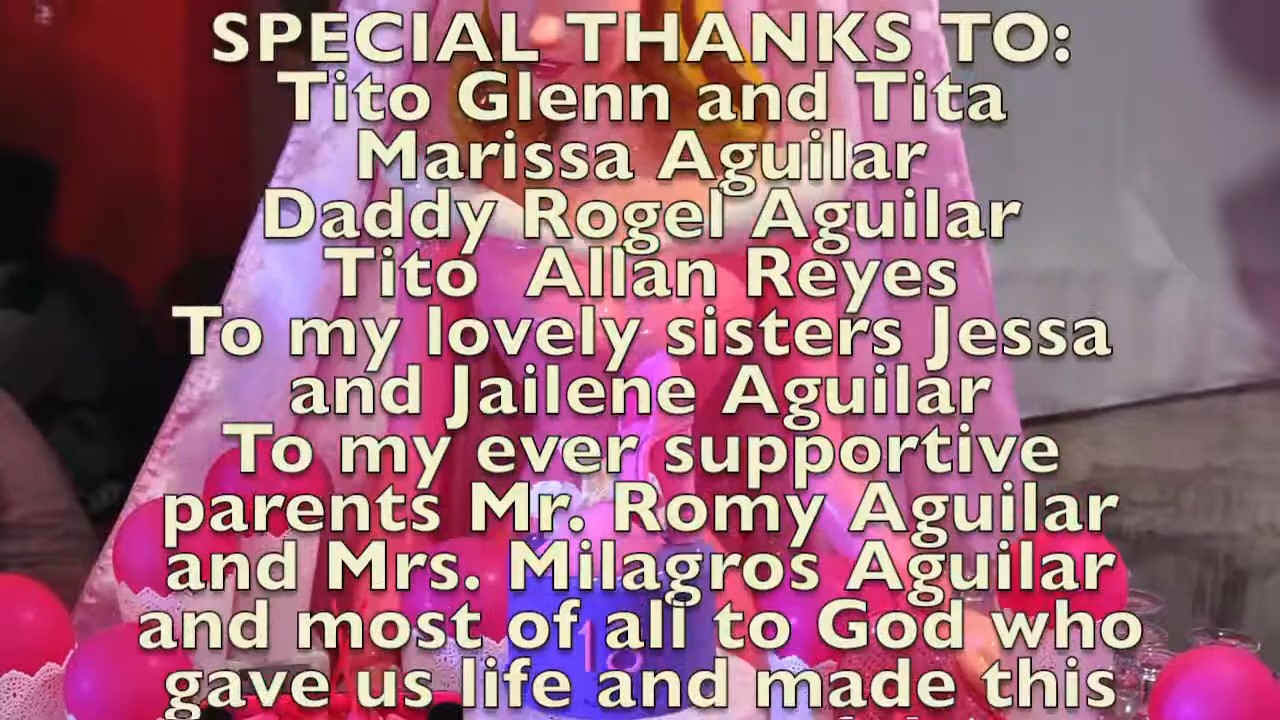 SPECIAL THANKS TO:
Tito Glenn and Tita
Marissa Aguilar
Daddy Rogel Aguilar
Tito Allan Reyes
To my lovely sisters Jessa
and Jailene Aguilar
To my ever supportive
parents Mr. Romy Aguilar
and Mrs. Milagros Aguilar
and most of all to God who
gave us life and made this